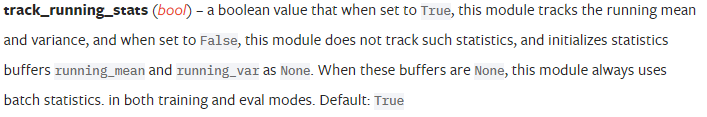 track_running_stats (bool) – a boolean value that when set to True, this module tracks the running mean
and variance, and when set to False, this module does not track such statistics, and initializes statistics
buffers running_mean and running_var as None. When these buffers are None, this module always uses
batch statistics. in both training and eval modes. Default: True